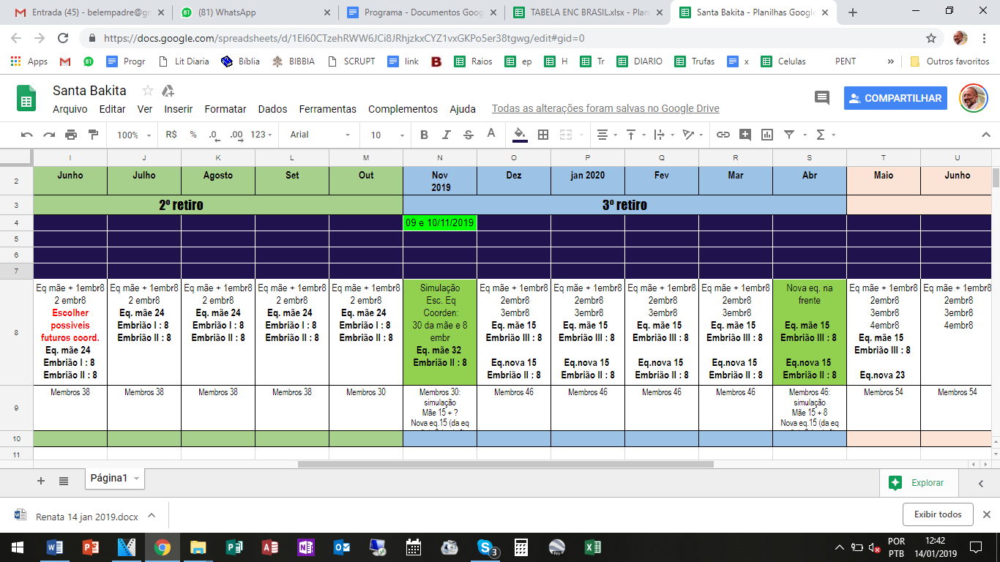 Entrada (45) - belempadre@gr
(81) WhatsApp
Programa - Documentos Goog
TABELA ENC BRASIL.xlsx - Plan
Santa Bakita - Planilhas Google
https://docs.google.com/spreadsheets/d/1EI60CTzehRWW6JCi8JRhjzkxCYZ1vxGKPo5er38tgwg/edit#gid=0
Apps Progr Lit Diaria Bíblia BIBBIA SCRUPT link B Raios ep H Tr DIARIO Trufas x Celulas PENT » Outros favoritos
Santa Bakita
Arquivo Editar Ver Inserir Formatar Dados Ferramentas Complementos Ajuda Todas as alterações foram salvas no Google Drive
COMPARTILHAR
100% R$ % .0 .00 123 Arial 10 B I S A
I J K L M N O P Q R S T U
2 Junho Julho Agosto Set Out Nov Dez jan 2020 Fev Mar Abr Maio Junho
2019
3 2º retiro 3º retiro
4 09 e 10/11/2019
5
6
7
8
Eq mãe + 1embr8
2 embr8
Escolher
possiveis
futuros coord.
Eq. mãe 24
Embrião I : 8
Embrião II : 8
Eq mãe + 1embr8
2 embr8
Eq. mãe 24
Embrião I : 8
Embrião II : 8
Eq mãe + 1embr8
2 embr8
Eq. mãe 24
Embrião I : 8
Embrião II : 8
Eq mãe + 1embr8
2 embr8
Eq. mãe 24
Embrião I : 8
Embrião II : 8
Eq mãe + 1embr8
2 embr8
Eq. mãe 24
Embrião I : 8
Embrião II : 8
Simulação
Esc. Eq
Coorden:
30 da mãe e 8
embr
Eq. mãe 32
Embrião II : 8
Eq mãe + 1embr8
2embr8
3embr8
Eq. mãe 15
Embrião III : 8
Eq.nova 15
Embrião II : 8
Eq mãe + 1embr8
2embr8
3embr8
Eq. mãe 15
Embrião III : 8
Eq.nova 15
Embrião II : 8
Eq mãe + 1embr8
2embr8
3embr8
Eq. mãe 15
Embrião III : 8
Eq.nova 15
Embrião II : 8
Eq mãe + 1embr8
2embr8
3embr8
Eq. mãe 15
Embrião III : 8
Eq.nova 15
Embrião II : 8
Nova eq. na
frente
Eq. mãe 15
Embrião III : 8
Eq.nova 15
Embrião II : 8
Eq mãe + 1embr8
2embr8
3embr8
4embr8
Eq. mãe 15
Embrião III : 8
Eq.nova 23
Eq mãe + 1embr8
2embr8
3embr8
4embr8
9
Membros 38
Membros 38
Membros 38
Membros 38
Membros 30
Membros 30:
simulação
Mãe 15 + ?
Nova eq.15 (da eq
Membros 46
Membros 46
Membros 46
Membros 46
Membros 46:
simulação
Mãe 15 + 8
Nova eq.15 (da eq
Membros 54
Membros 54
10
11
Página1
Explorar
Renata 14 jan 2019.docx
Exibir todos
POR
PTB
12:42
14/01/2019